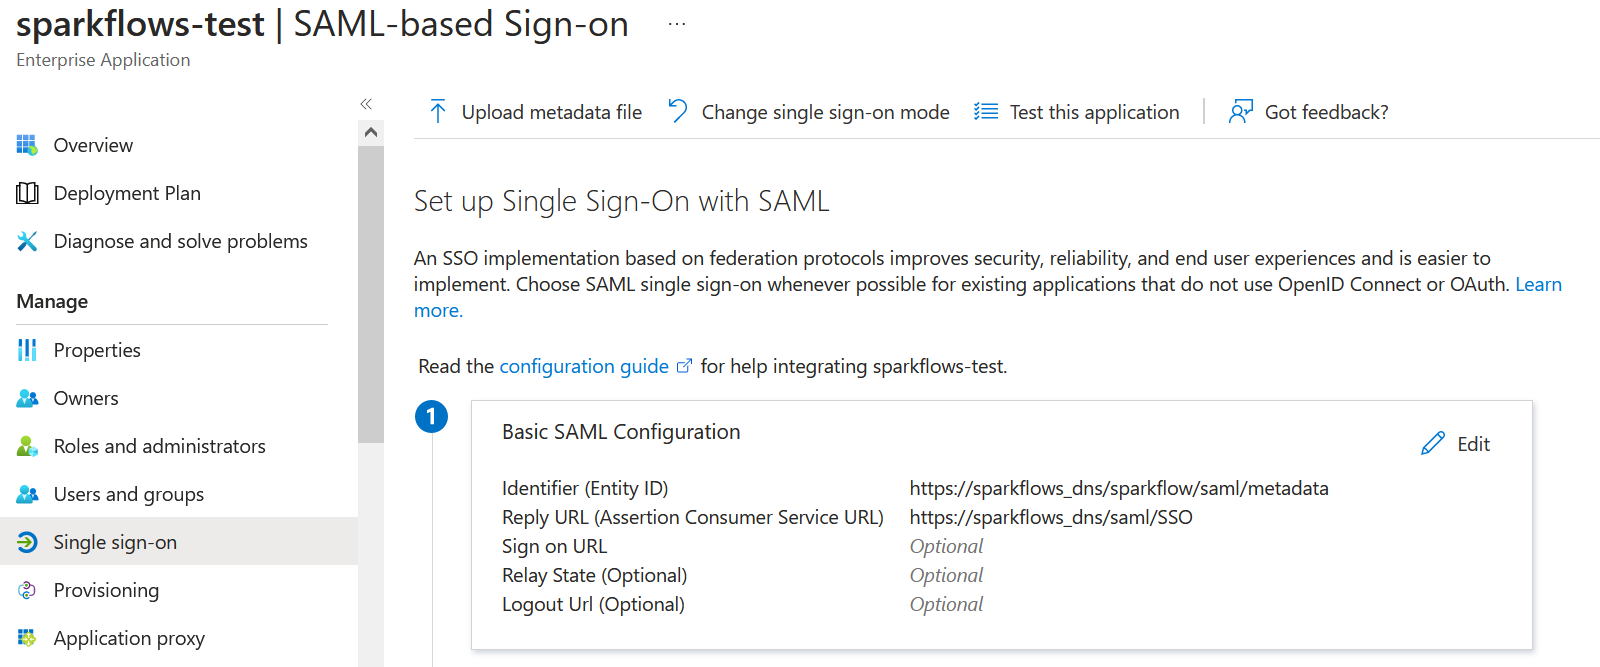 sparkflows-test | SAML-based Sign-on ...
Enterprise Application
Upload metadata file
Change single sign-on mode
Test this application
Got feedback?
Overview
Deployment Plan
Diagnose and solve problems
Manage
Properties
Owners
Roles and administrators
Users and groups
Single sign-on
Provisioning
Application proxy
Set up Single Sign-On with SAML
An SSO implementation based on federation protocols improves security, reliability, and end user experiences and is easier to
implement. Choose SAML single sign-on whenever possible for existing applications that do not use OpenID Connect or OAuth. Learn
more.
Read the configuration guide for help integrating sparkflows-test.
1
Basic SAML Configuration
Edit
Identifier (Entity ID) https://sparkflows_dns/sparkflow/saml/metadata
Reply URL (Assertion Consumer Service URL) https://sparkflows_dns/saml/SSO
Sign on URL Optional
Relay State (Optional) Optional
Logout Url (Optional) Optional